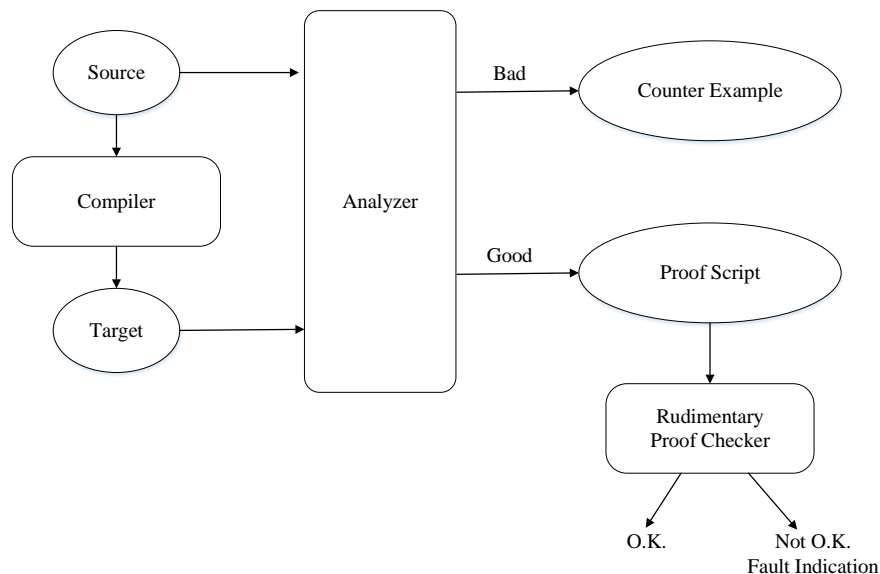 Source
Bad
Counter Example
Compiler
Analyzer
Good
Proof Script
Target
Rudimentary
Proof Checker
O.K.
Not O.K.
Fault Indication